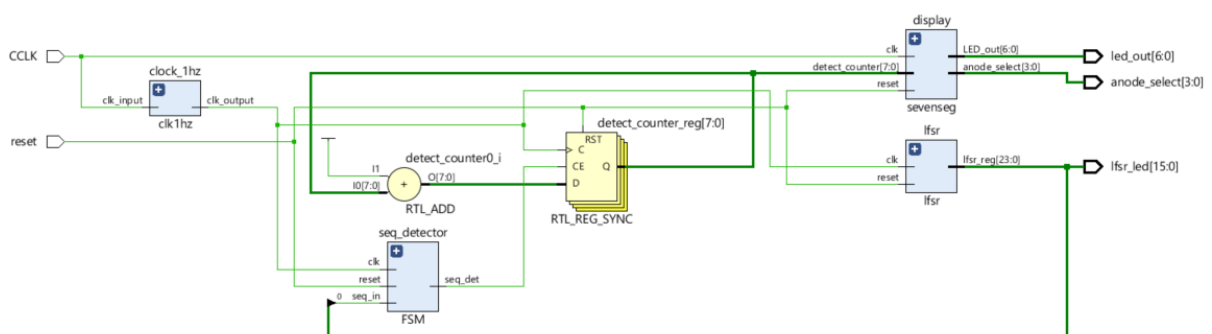 display
CCLK
clk
LED_out[6:0]
led_out[6:0]
detect_counter[7:0]
anode_select[3:0]
anode_select[3:0]
reset
sevenseg
clock_1hz
clk_input
clk_output
clk1hz
reset
detect_counter_reg[7:0]
RST
C
CE
Q
D
RTL_REG_SYNC
detect_counter0_i
I1
I0[7:0]
+
O[7:0]
RTL_ADD
lfsr
clk
lfsr_reg[23:0]
lfsr_led[15:0]
reset
lfsr
seq_detector
clk
reset
seq_det
0
seq_in
FSM